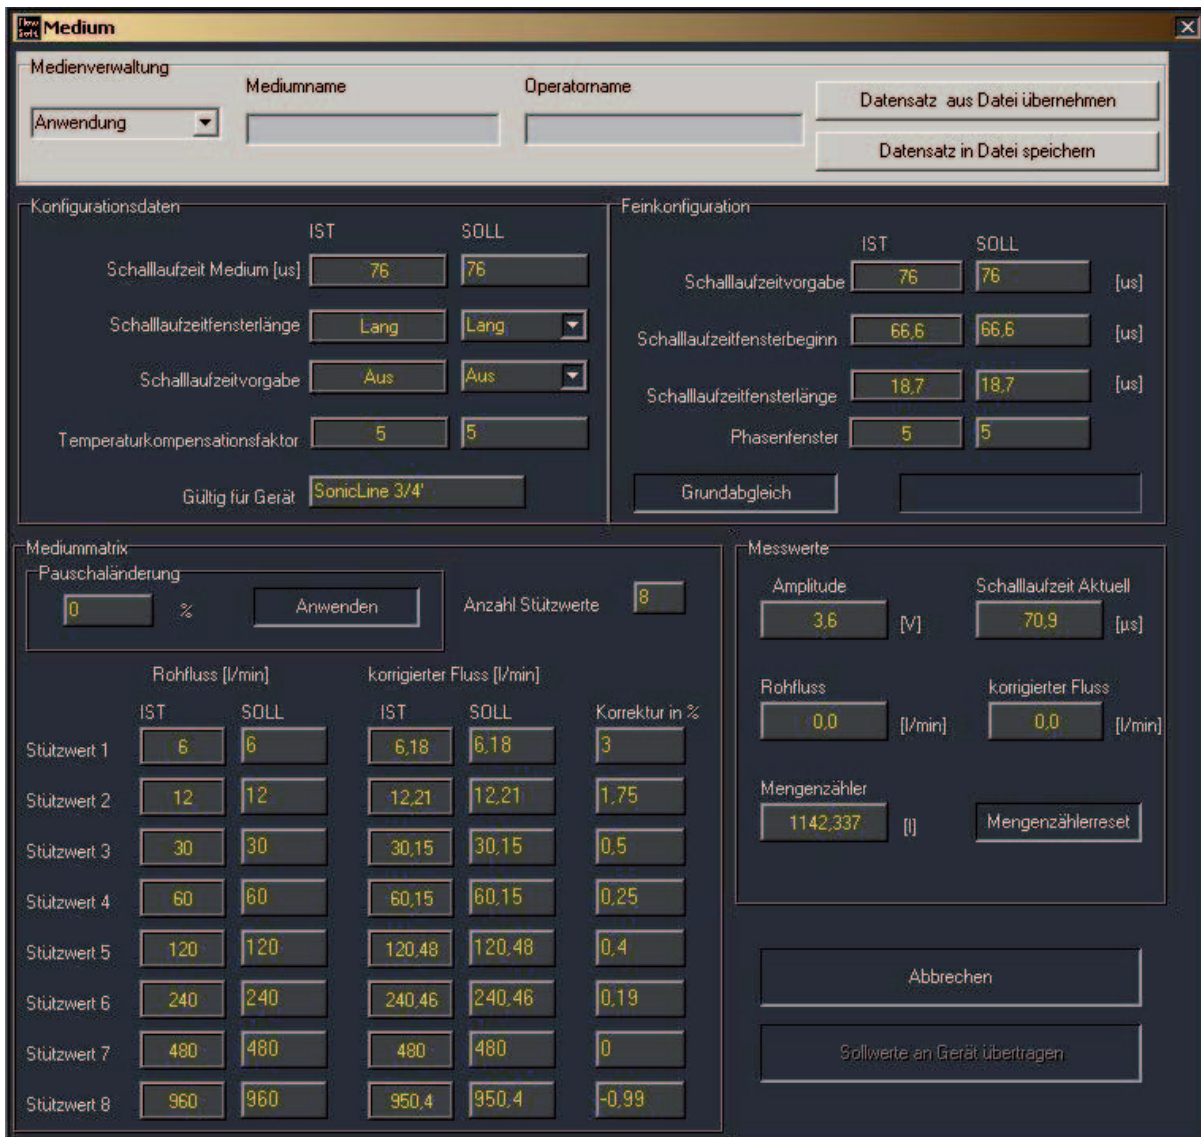 Flow Soft Medium
Medienverwaltung
Mediumname Operatorname
Anwendung
Datensatz aus Datei übernehmen
Datensatz in Datei speichern
Konfigurationsdaten
IST SOLL
Schalllaufzeit Medium [us] 76 76
Schalllaufzeitfensterlänge Lang Lang
Schalllaufzeitvorgabe Aus Aus
Temperaturkompensationsfaktor 5 5
Gültig für Gerät SonicLine 3/4'
Feinkonfiguration
IST SOLL
Schalllaufzeitvorgabe 76 76 [us]
Schalllaufzeitfensterbeginn 66,6 66,6 [us]
Schalllaufzeitfensterlänge 18,7 18,7 [us]
Phasenfenster 5 5
Grundabgleich
Mediummatrix
Pauschaländerung
0 % Anwenden
Anzahl Stützwerte 8
Rohfluss [l/min] korrigierter Fluss [l/min]
IST SOLL IST SOLL Korrektur in %
Stützwert 1 6 6 6,18 6,18 3
Stützwert 2 12 12 12,21 12,21 1,75
Stützwert 3 30 30 30,15 30,15 0,5
Stützwert 4 60 60 60,15 60,15 0,25
Stützwert 5 120 120 120,48 120,48 0,4
Stützwert 6 240 240 240,46 240,46 0,19
Stützwert 7 480 480 480 480 0
Stützwert 8 960 960 950,4 950,4 -0,99
Messwerte
Amplitude Schalllaufzeit Aktuell
3,6 [V] 70,9 [µs]
Rohfluss korrigierter Fluss
0,0 [l/min] 0,0 [l/min]
Mengenzähler
1142,337 [l] Mengenzählerreset
Abbrechen
Sollwerte an Gerät übertragen